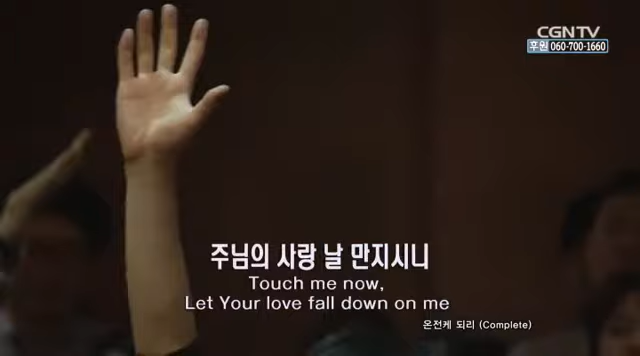 CGNTV
후원 060-700-1660
주님의 사랑 날 만지시니
Touch me now,
Let Your love fall down on me
온전케 되리 (Complete)